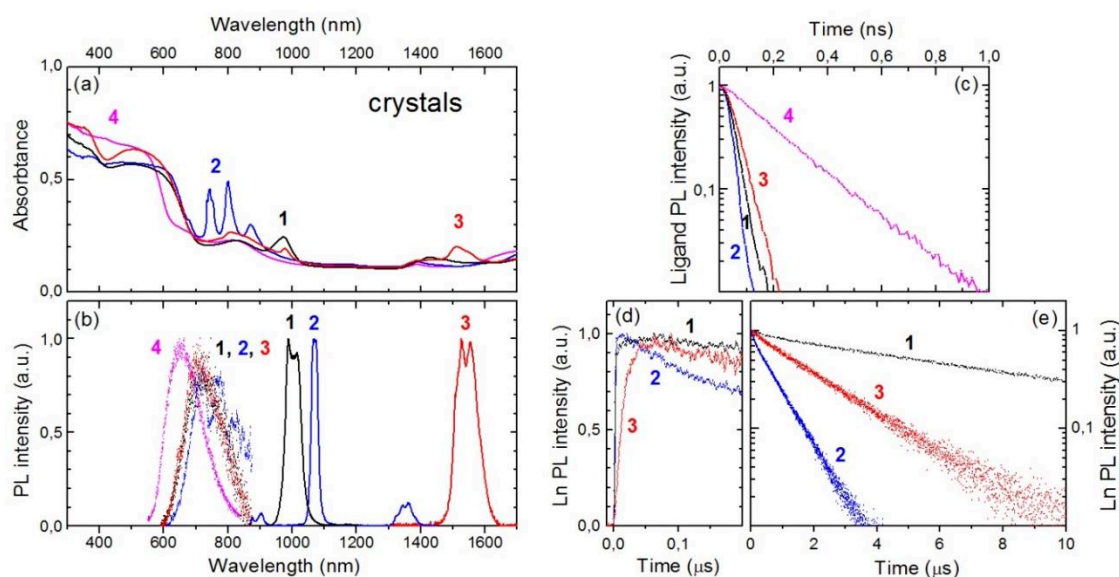 Wavelength (nm)
400 600 800 1000 1200 1400 1600
1,0
0,5
0,0
Absorbtance
(a)
crystals
4
2
1
3
1,0
0,5
0,0
PL intensity (a.u.)
(b)
4
1, 2, 3
1
2
3
400 600 800 1000 1200 1400 1600
Wavelength (nm)
Time (ns)
0,0 0,2 0,4 0,6 0,8 1,0
1
0,1
Ligand PL intensity (a.u.)
(c)
4
3
1
2
1,0
0,5
0,0
Ln PL intensity (a.u.)
(d)
1
2
3
0,0 0,1
Time (μs)
(e)
1
3
2
1
0,1
Ln PL intensity (a.u.)
0 2 4 6 8 10
Time (μs)